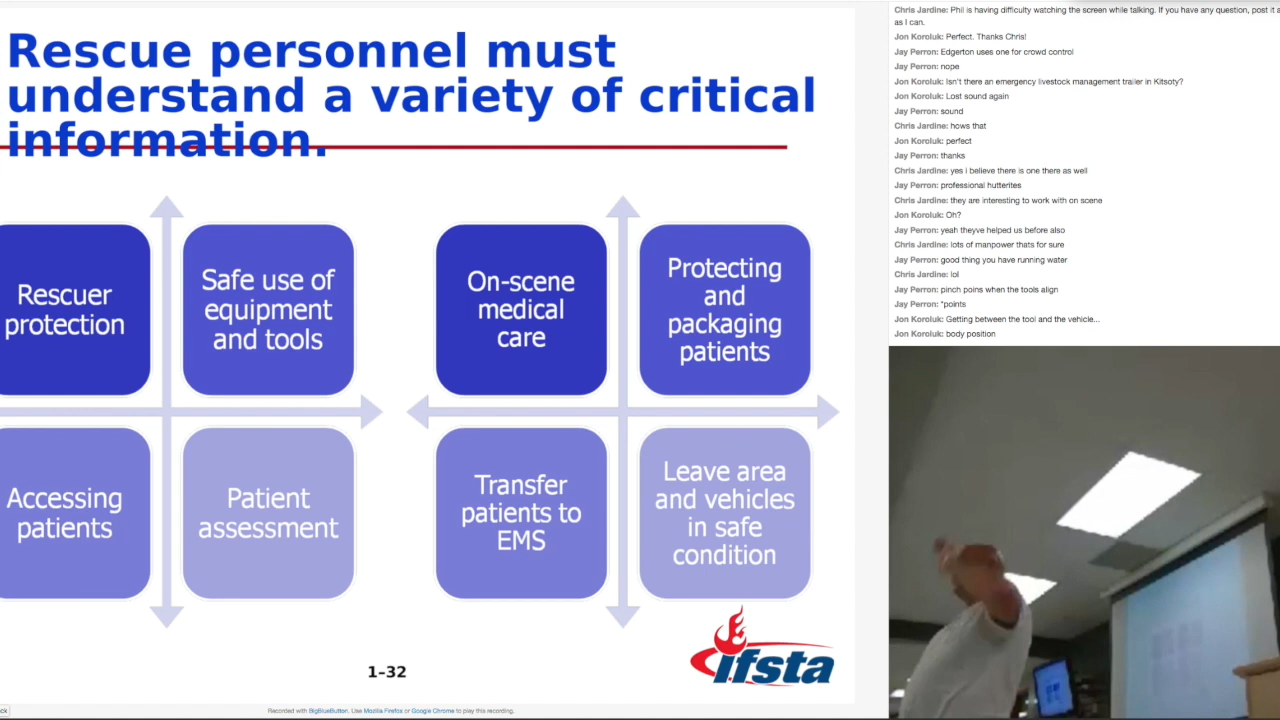 Rescue personnel must
understand a variety of critical
information.
Rescuer
protection
Safe use of
equipment
and tools
On-scene
medical
care
Protecting
and
packaging
patients
Accessing
patients
Patient
assessment
Transfer
patients to
EMS
Leave area
and vehicles
in safe
condition
1-32
ifsta
Recorded with BigBlueButton. Use Mozilla Firefox or Google Chrome to play this recording.
Chris Jardine: Phil is having difficulty watching the screen while talking. If you have any question, post it a
as I can.
Jon Koroluk: Perfect. Thanks Chris!
Jay Perron: Edgerton uses one for crowd control
Jay Perron: nope
Jon Koroluk: Isn't there an emergency livestock management trailer in Kitsoty?
Jon Koroluk: Lost sound again
Jay Perron: sound
Chris Jardine: hows that
Jon Koroluk: perfect
Jay Perron: thanks
Chris Jardine: yes i believe there is one there as well
Jay Perron: professional hutterites
Chris Jardine: they are interesting to work with on scene
Jon Koroluk: Oh?
Jay Perron: yeah theyve helped us before also
Chris Jardine: lots of manpower thats for sure
Jay Perron: good thing you have running water
Chris Jardine: lol
Jay Perron: pinch poins when the tools align
Jay Perron: *points
Jon Koroluk: Getting between the tool and the vehicle...
Jon Koroluk: body position